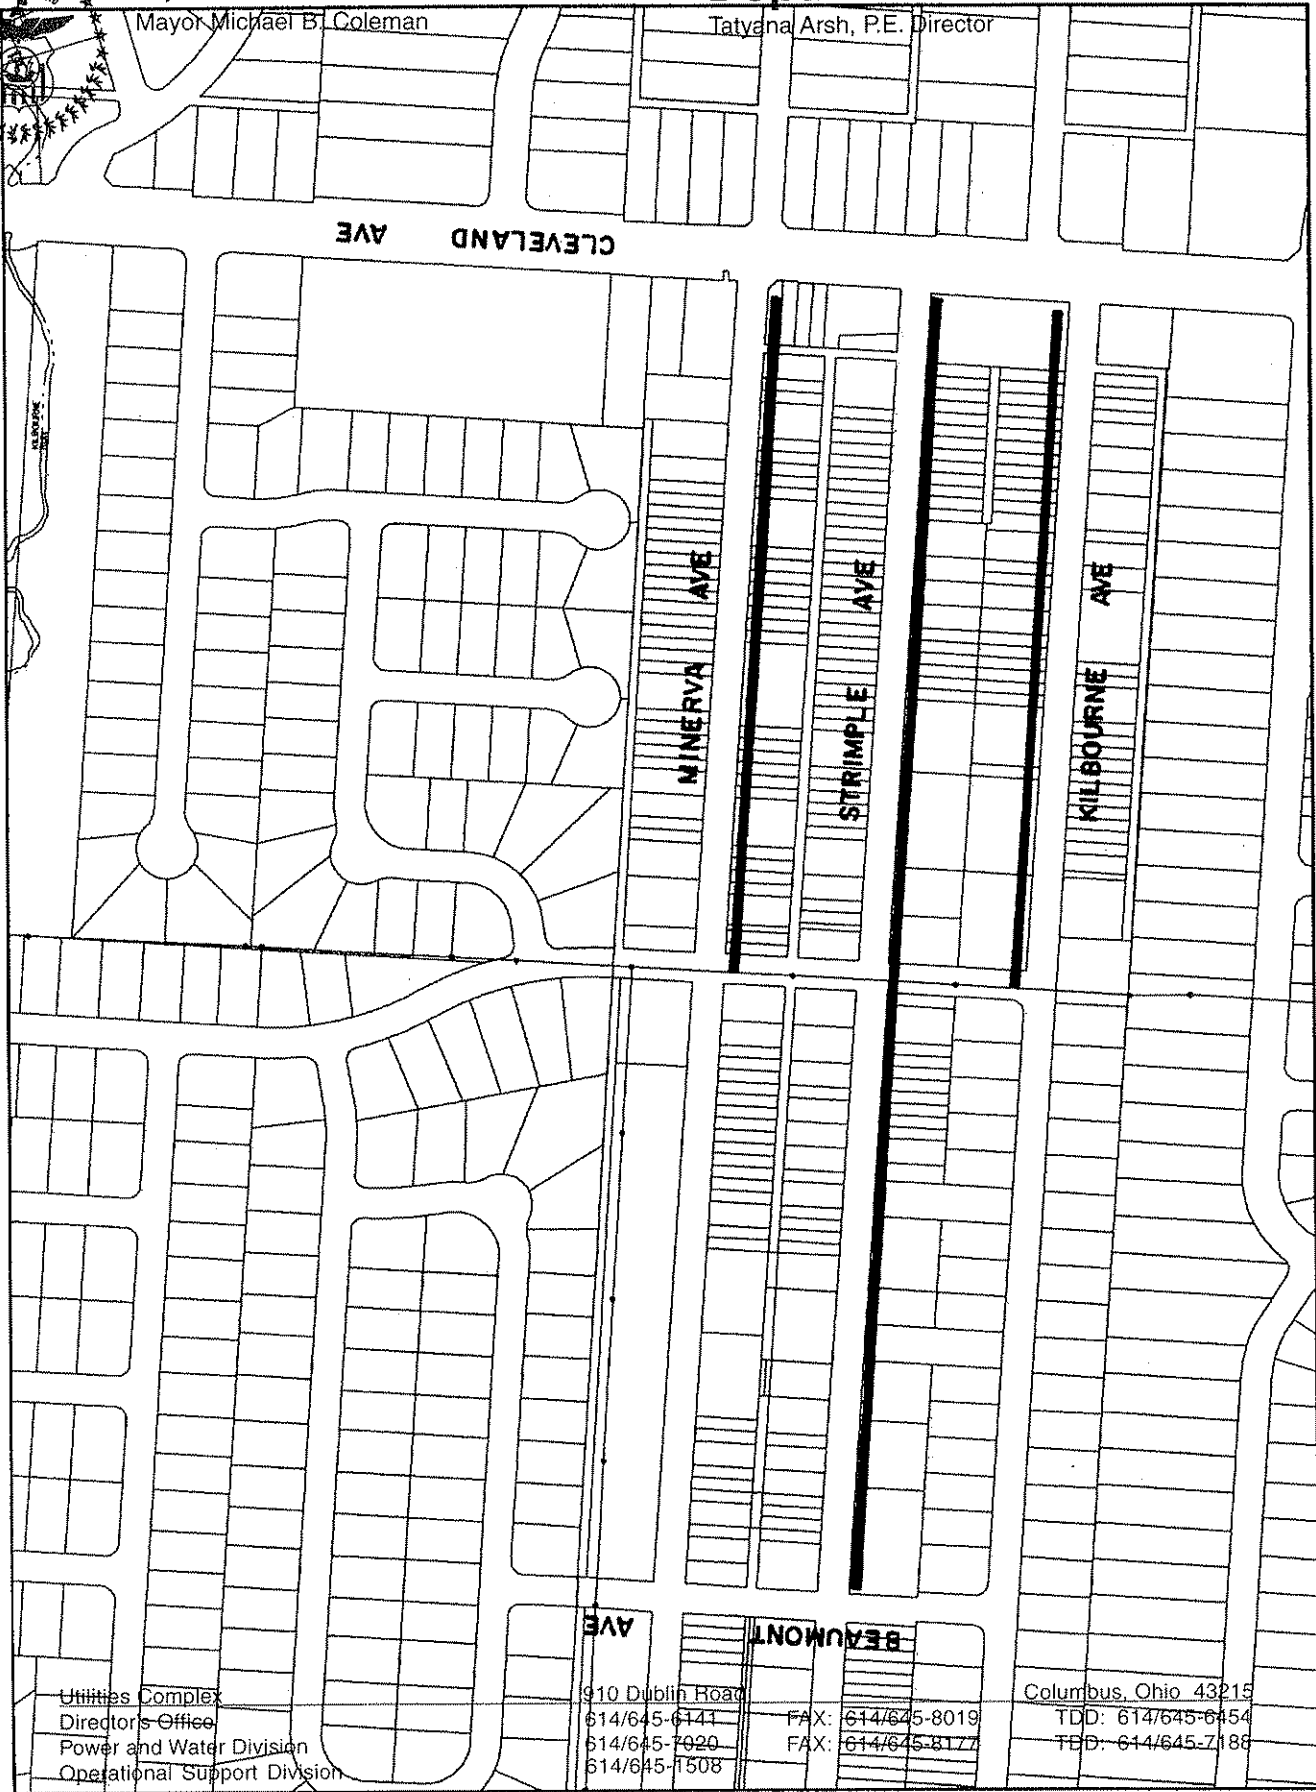 Mayor Michael B. Coleman
Tatyana Arsh, P.E. Director
CLEVELAND AVE
KILBOURNE
MINERVA AVE
STRIMPLE AVE
KILBOURNE AVE
BEAUMONT AVE
Utilities Complex 910 Dublin Road Columbus, Ohio 43215
Director's Office 614/645-6141 FAX: 614/645-8019 TDD: 614/645-6454
Power and Water Division 614/645-7020 FAX: 614/645-8177 TDD: 614/645-7188
Operational Support Division 614/645-1508